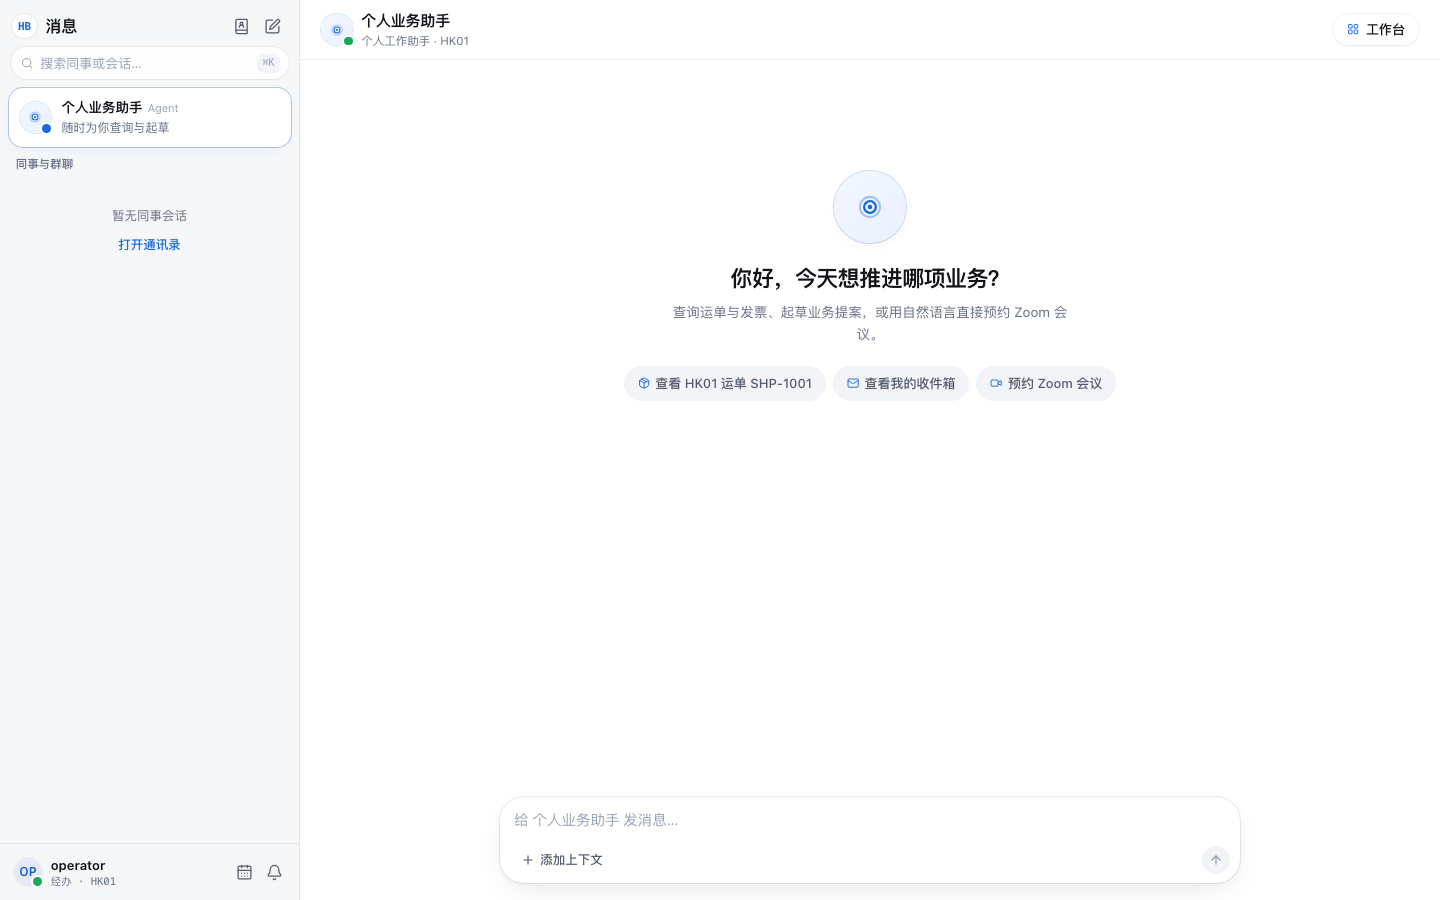 HB 消息
搜索同事或会话... ⌘K
个人业务助手 Agent
随时为你查询与起草
同事与群聊
暂无同事会话
打开通讯录
OP operator
经办 · HK01
个人业务助手
个人工作助手 · HK01
工作台
你好，今天想推进哪项业务？
查询运单与发票、起草业务提案，或用自然语言直接预约 Zoom 会
议。
查看 HK01 运单 SHP-1001
查看我的收件箱
预约 Zoom 会议
给 个人业务助手 发消息...
添加上下文